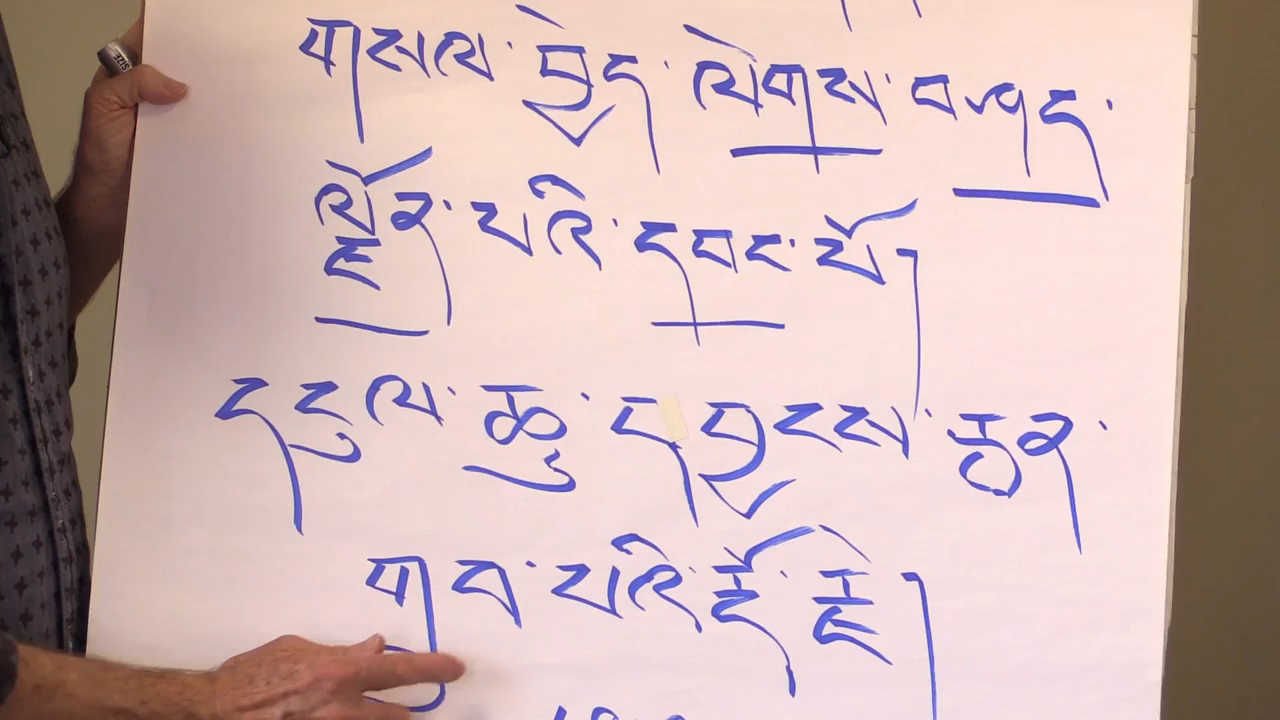 གསལ་བྱེད་ལེགས་བཤད་
ལྗོན་པའི་དབང་པོ།
དངུལ་ཆུ་དབྱངས་ཅན་
གྲུབ་པའི་རྡོ་རྗེ།